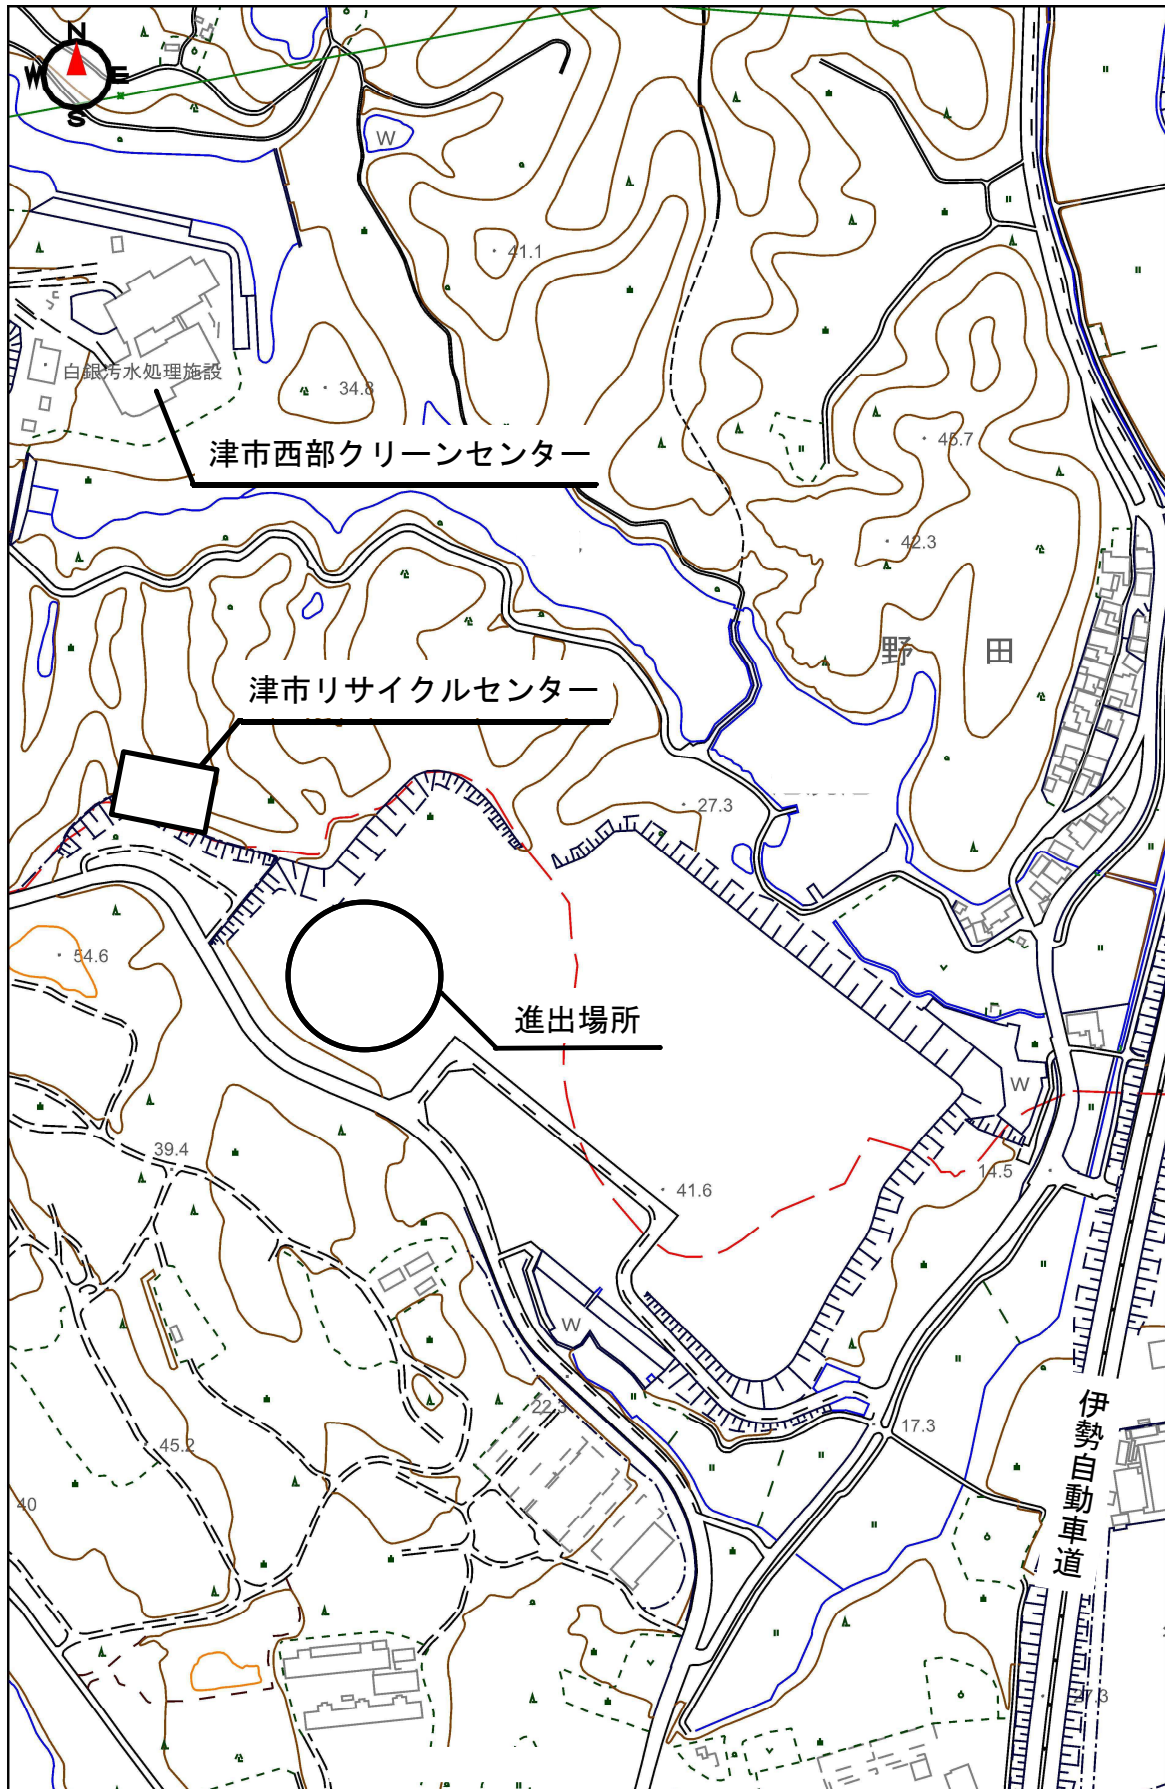 N
W E
S
W
41.1
白銀汚水処理施設
34.8
津市西部クリーンセンター
45.7
42.3
野 田
津市リサイクルセンター
27.3
54.6
進出場所
W
39.4
14.5
41.6
W
22.3
17.3
伊勢自動車道
45.2
40
27.3